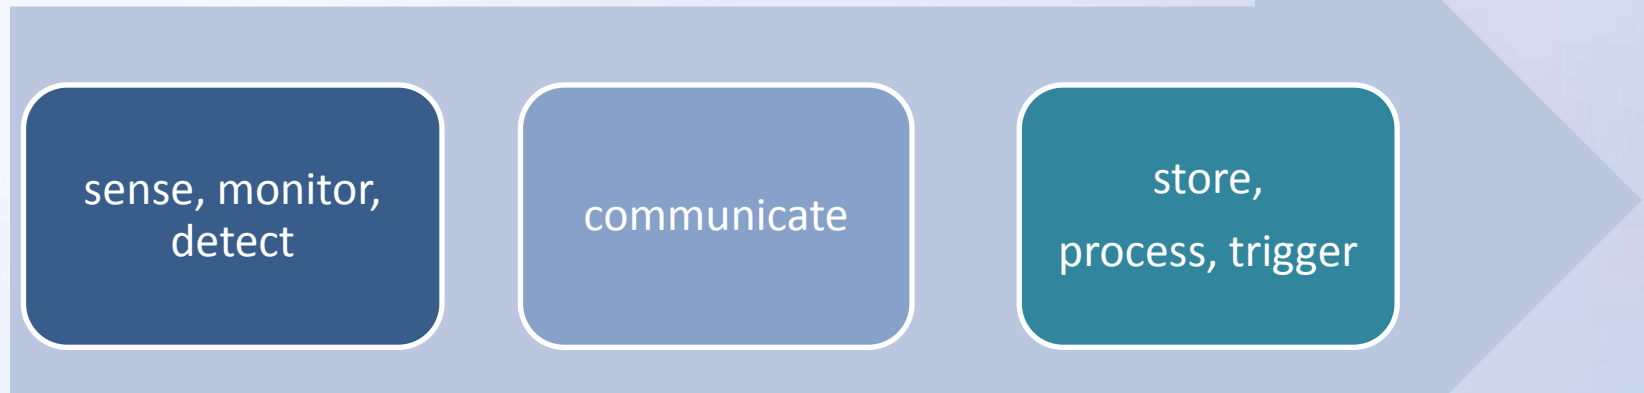 sense, monitor,
detect
communicate
store,
process, trigger